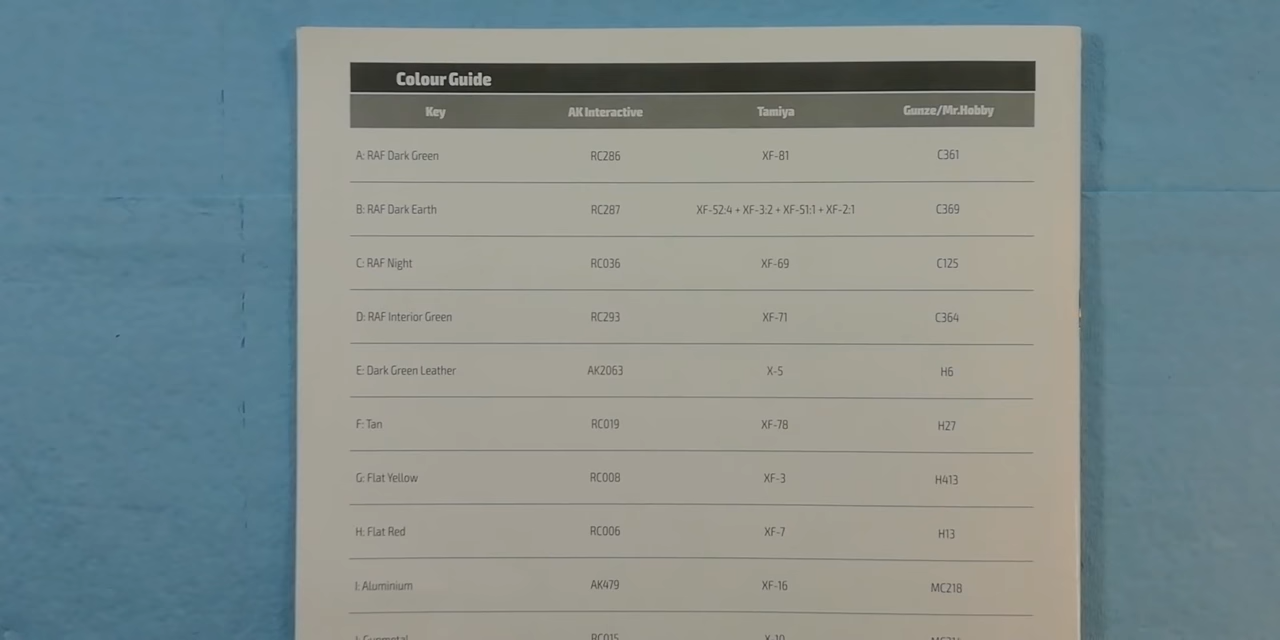 Colour Guide
Key AK Interactive Tamiya Gunze/Mr.Hobby
A: RAF Dark Green RC286 XF-81 C361
B: RAF Dark Earth RC287 XF-52:4 + XF-3:2 + XF-51:1 + XF-2:1 C369
C: RAF Night RC036 XF-69 C125
D: RAF Interior Green RC293 XF-71 C364
E: Dark Green Leather AK2063 X-5 H6
F: Tan RC019 XF-78 H27
G: Flat Yellow RC008 XF-3 H413
H: Flat Red RC006 XF-7 H13
I: Aluminium AK479 XF-16 MC218
J: Gunmetal RC015 X-10